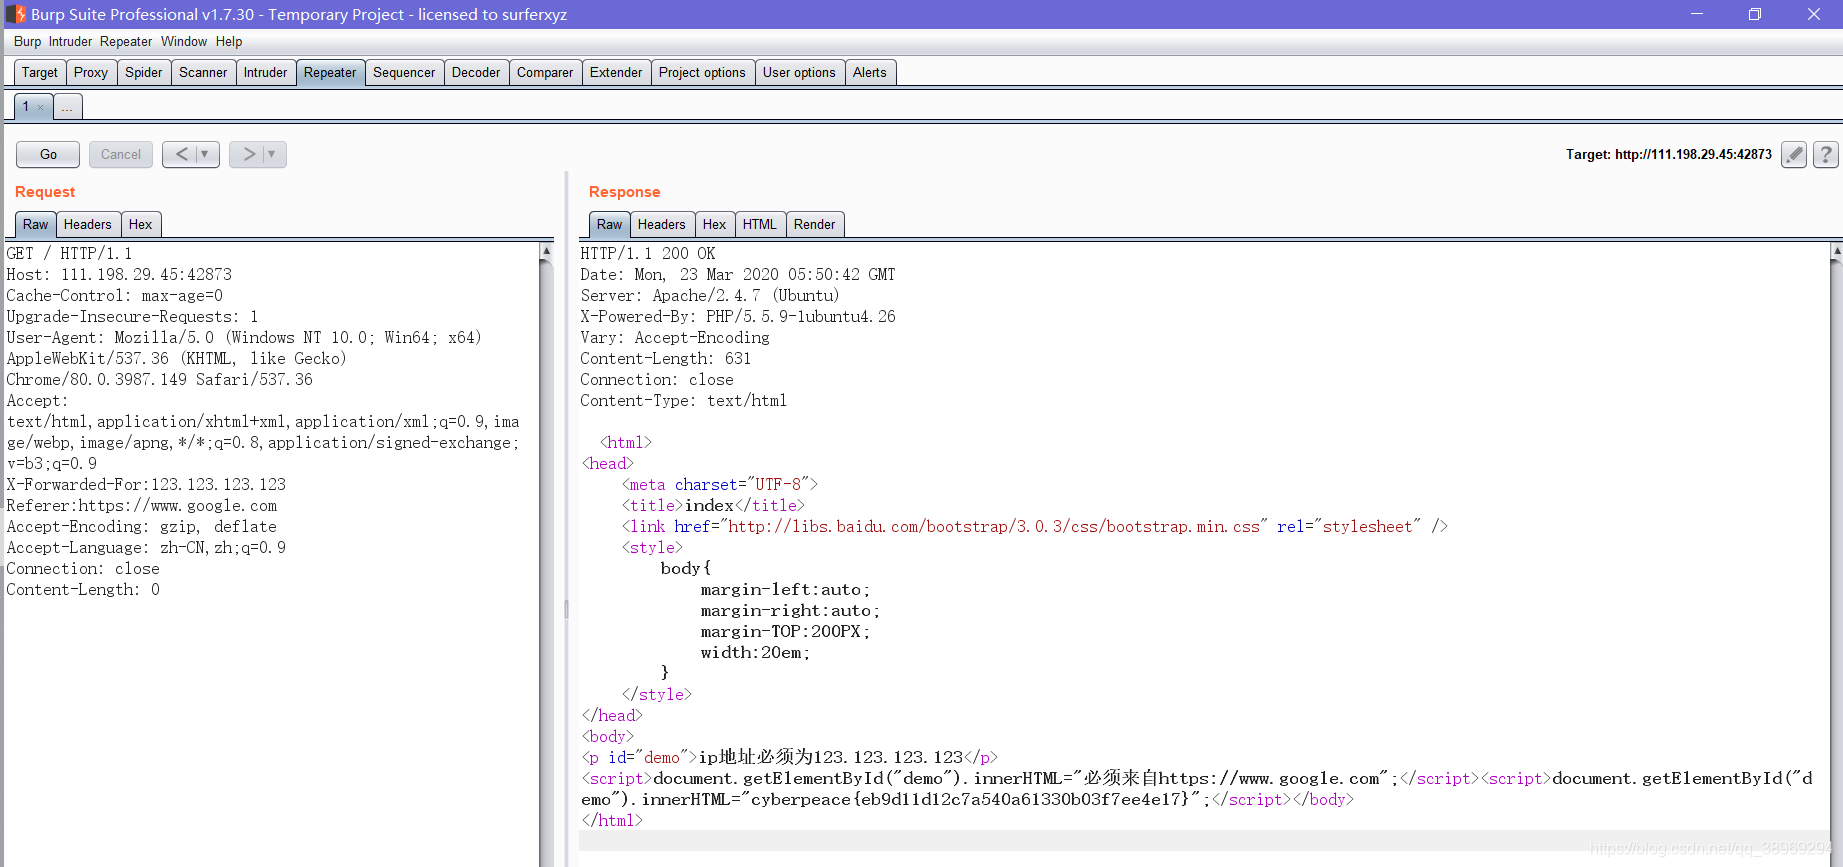 Burp Suite Professional v1.7.30 - Temporary Project - licensed to surferxyz
Burp Intruder Repeater Window Help
Target Proxy Spider Scanner Intruder Repeater Sequencer Decoder Comparer Extender Project options User options Alerts
1 × ...
Go Cancel < > Target: http://111.198.29.45:42873 ?
Request
Raw Headers Hex
GET / HTTP/1.1
Host: 111.198.29.45:42873
Cache-Control: max-age=0
Upgrade-Insecure-Requests: 1
User-Agent: Mozilla/5.0 (Windows NT 10.0; Win64; x64)
AppleWebKit/537.36 (KHTML, like Gecko)
Chrome/80.0.3987.149 Safari/537.36
Accept:
text/html,application/xhtml+xml,application/xml;q=0.9,ima
ge/webp,image/apng,*/*;q=0.8,application/signed-exchange;
v=b3;q=0.9
X-Forwarded-For:123.123.123.123
Referer:https://www.google.com
Accept-Encoding: gzip, deflate
Accept-Language: zh-CN,zh;q=0.9
Connection: close
Content-Length: 0
Response
Raw Headers Hex HTML Render
HTTP/1.1 200 OK
Date: Mon, 23 Mar 2020 05:50:42 GMT
Server: Apache/2.4.7 (Ubuntu)
X-Powered-By: PHP/5.5.9-1ubuntu4.26
Vary: Accept-Encoding
Content-Length: 631
Connection: close
Content-Type: text/html
<html>
<head>
<meta charset="UTF-8">
<title>index</title>
<link href="http://libs.baidu.com/bootstrap/3.0.3/css/bootstrap.min.css" rel="stylesheet" />
<style>
body{
margin-left:auto;
margin-right:auto;
margin-TOP:200PX;
width:20em;
}
</style>
</head>
<body>
<p id="demo">ip地址必须为123.123.123.123</p>
<script>document.getElementById("demo").innerHTML="必须来自https://www.google.com";</script><script>document.getElementById("d
emo").innerHTML="cyberpeace{eb9d11d12c7a540a61330b03f7ee4e17}";</script></body>
</html>
https://blog.csdn.net/qq_38969294